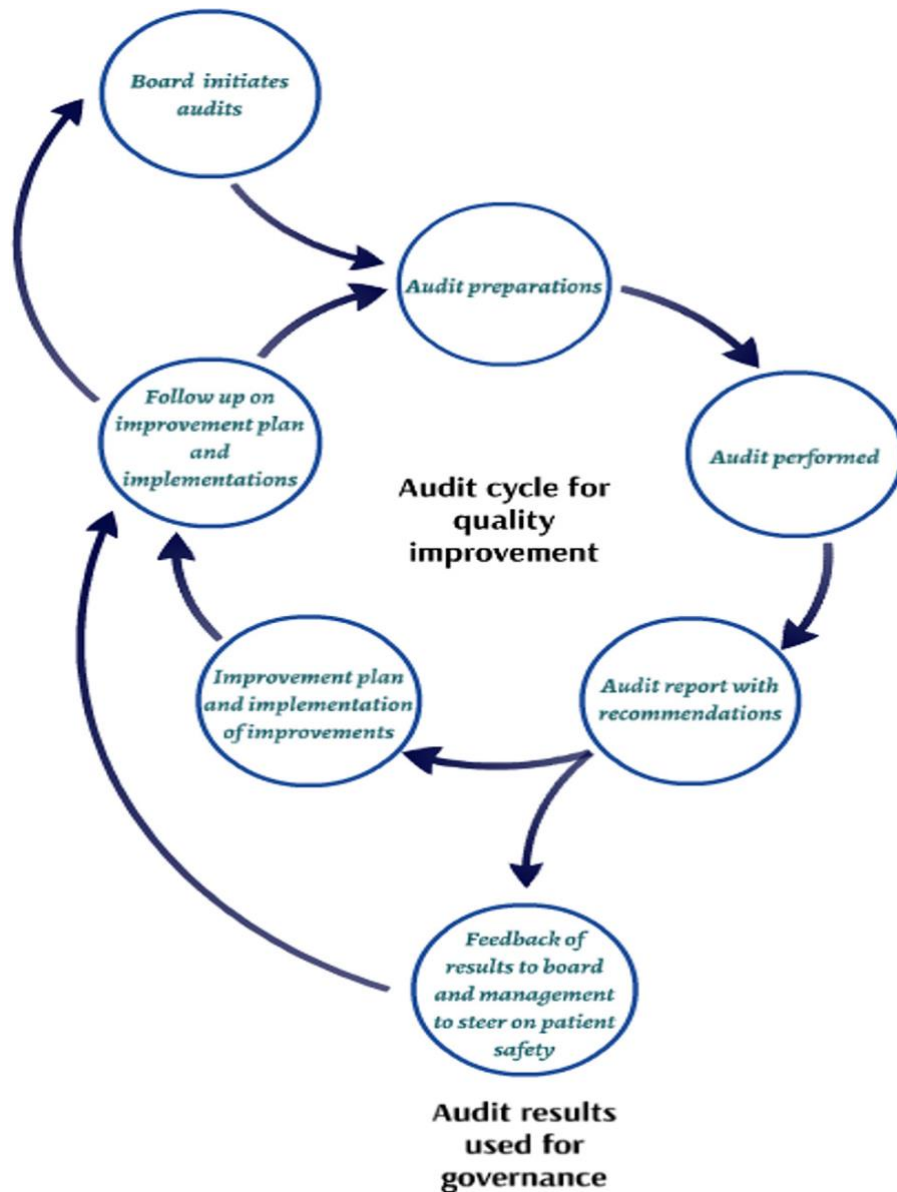 Board initiates
audits
Audit preparations
Follow up on
improvement plan
and
implementations
Audit performed
Audit cycle for
quality
improvement
Improvement plan
and implementation
of improvements
Audit report with
recommendations
Feedback of
results to board
and management
to steer on patient
safety
Audit results
used for
governance